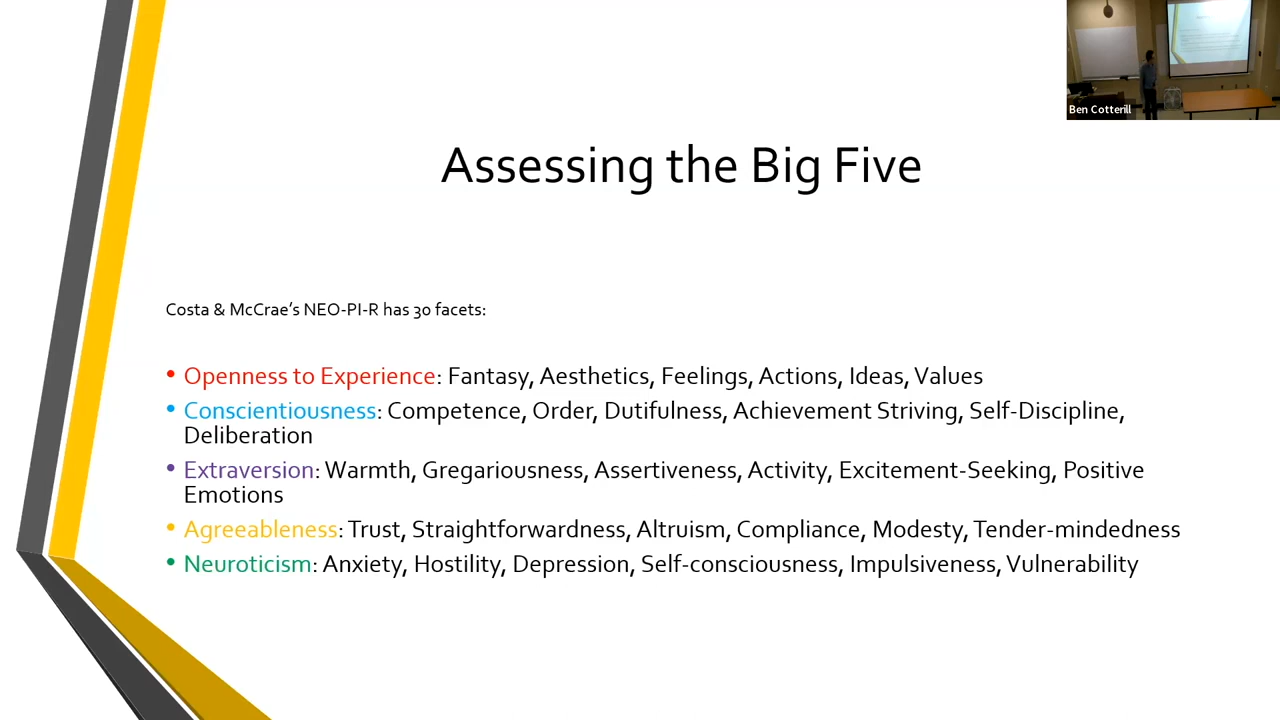 Ben Cotterill
Assessing the Big Five
Costa & McCrae's NEO-PI-R has 30 facets:
• Openness to Experience: Fantasy, Aesthetics, Feelings, Actions, Ideas, Values
• Conscientiousness: Competence, Order, Dutifulness, Achievement Striving, Self-Discipline,
Deliberation
• Extraversion: Warmth, Gregariousness, Assertiveness, Activity, Excitement-Seeking, Positive
Emotions
• Agreeableness: Trust, Straightforwardness, Altruism, Compliance, Modesty, Tender-mindedness
• Neuroticism: Anxiety, Hostility, Depression, Self-consciousness, Impulsiveness, Vulnerability